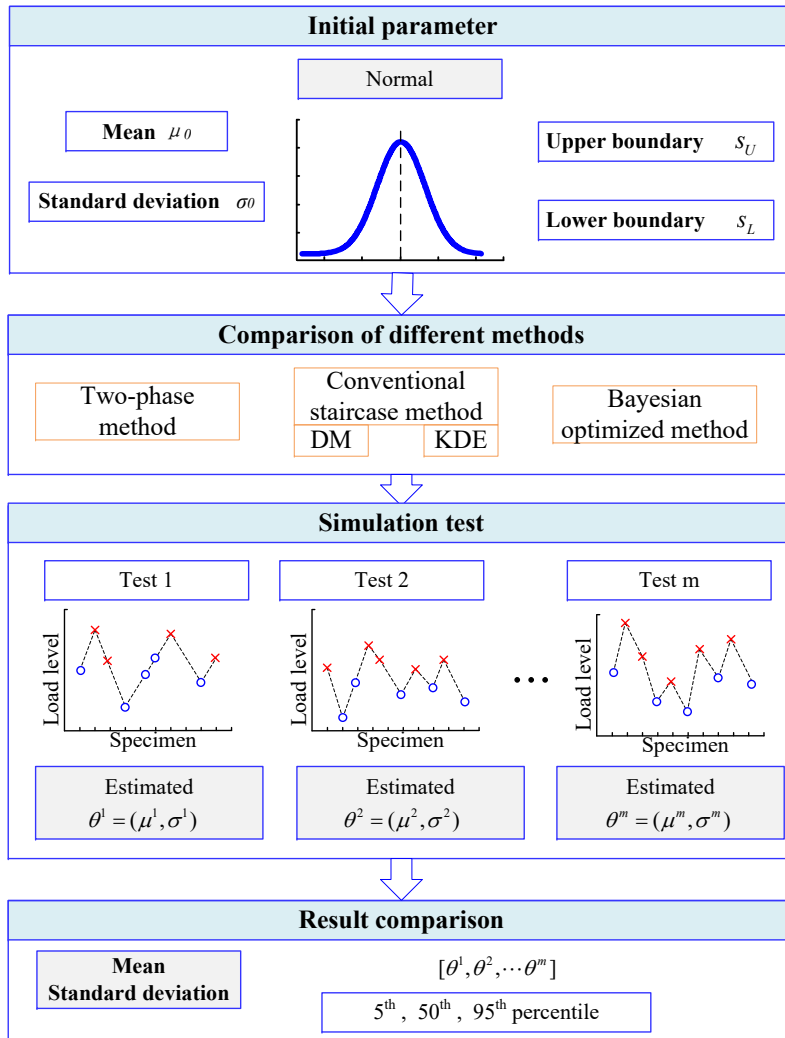 Initial parameter
Normal
Mean μ₀
Upper boundary s_U
Standard deviation σ₀
Lower boundary s_L
Comparison of different methods
Two-phase
method
Conventional
staircase method
DM
KDE
Bayesian
optimized method
Simulation test
Test 1
Test 2
Test m
Load level
Specimen
Load level
Specimen
...
Load level
Specimen
Estimated
θ¹ = (μ¹, σ¹)
Estimated
θ² = (μ², σ²)
Estimated
θᵐ = (μᵐ, σᵐ)
Result comparison
Mean
Standard deviation
[θ¹, θ², ⋯ θᵐ]
5th , 50th , 95th percentile